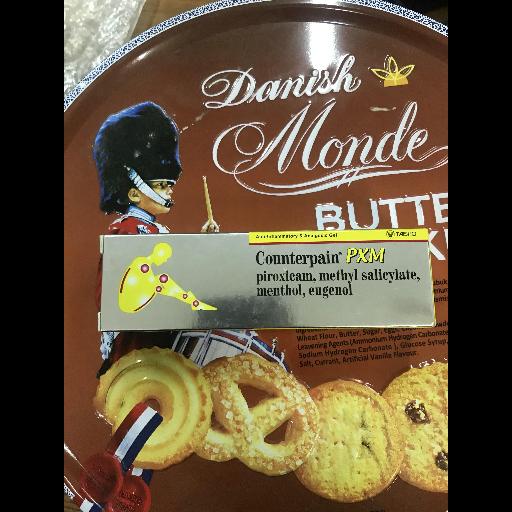 Danish
Monde
BUTTE
Anti-Inflammatory & Analgesic Gel
TAISHO
Counterpain® PXM
piroxicam, methyl salicylate,
menthol, eugenol
Wheat Flour, Butter, Sugar, Eggs,
Leavening Agents (Ammonium Hydrogen Carbonate
Sodium Hydrogen Carbonate ), Glucose Syrup,
Salt, Currant, Artificial Vanilla Flavour.